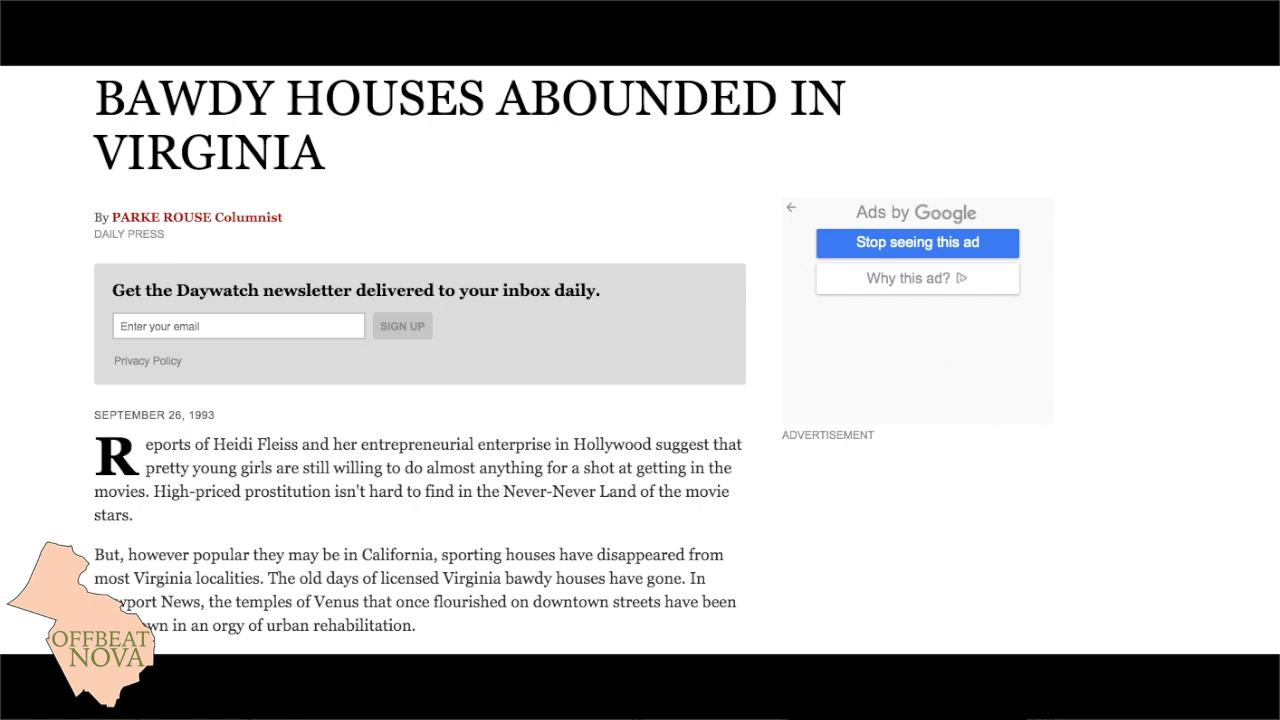 BAWDY HOUSES ABOUNDED IN
VIRGINIA
By PARKE ROUSE Columnist
DAILY PRESS
Get the Daywatch newsletter delivered to your inbox daily.
Enter your email
SIGN UP
Privacy Policy
Ads by Google
Stop seeing this ad
Why this ad?
ADVERTISEMENT
SEPTEMBER 26, 1993
Reports of Heidi Fleiss and her entrepreneurial enterprise in Hollywood suggest that
pretty young girls are still willing to do almost anything for a shot at getting in the
movies. High-priced prostitution isn't hard to find in the Never-Never Land of the movie
stars.
But, however popular they may be in California, sporting houses have disappeared from
most Virginia localities. The old days of licensed Virginia bawdy houses have gone. In
News, the temples of Venus that once flourished on downtown streets have been
in an orgy of urban rehabilitation.
OFFBEAT
NOVA